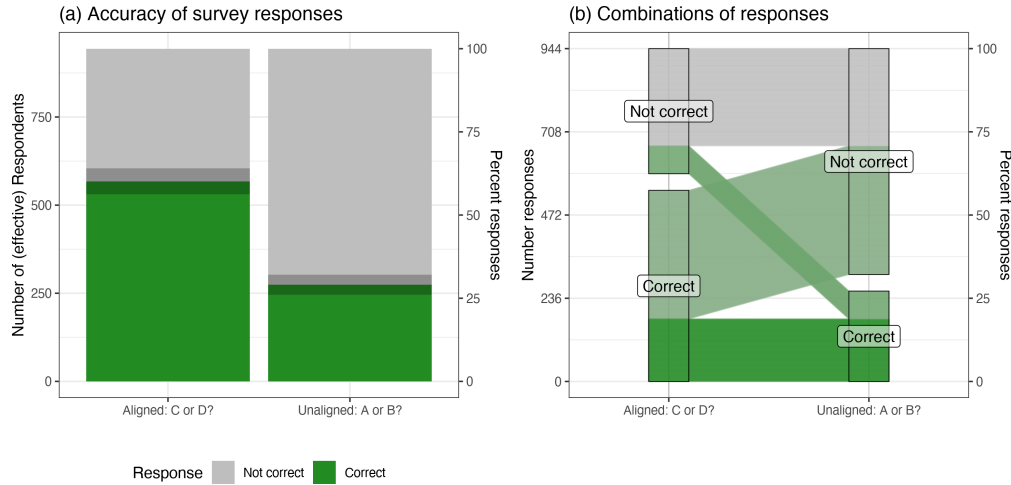 (a) Accuracy of survey responses
Number of (effective) Respondents
750
500
250
0
100
75
50
25
0
Percent responses
Aligned: C or D?
Unaligned: A or B?
(b) Combinations of responses
Number responses
944
708
472
236
0
Not correct
Not correct
Correct
Correct
100
75
50
25
0
Percent responses
Aligned: C or D?
Unaligned: A or B?
Response
Not correct
Correct